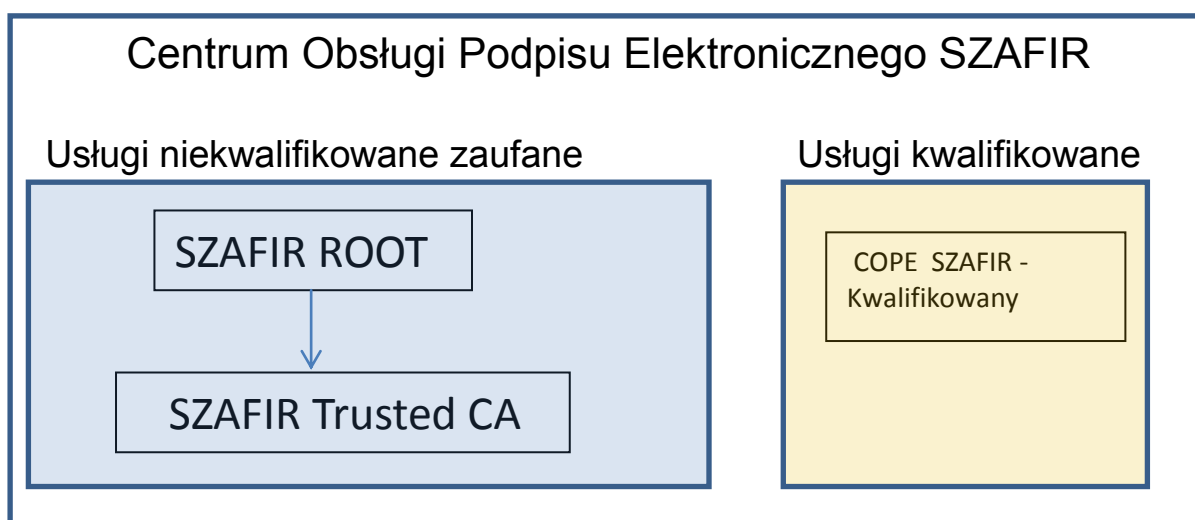 Centrum Obsługi Podpisu Elektronicznego SZAFIR
Usługi niekwalifikowane zaufane
Usługi kwalifikowane
SZAFIR ROOT
COPE SZAFIR -
Kwalifikowany
SZAFIR Trusted CA